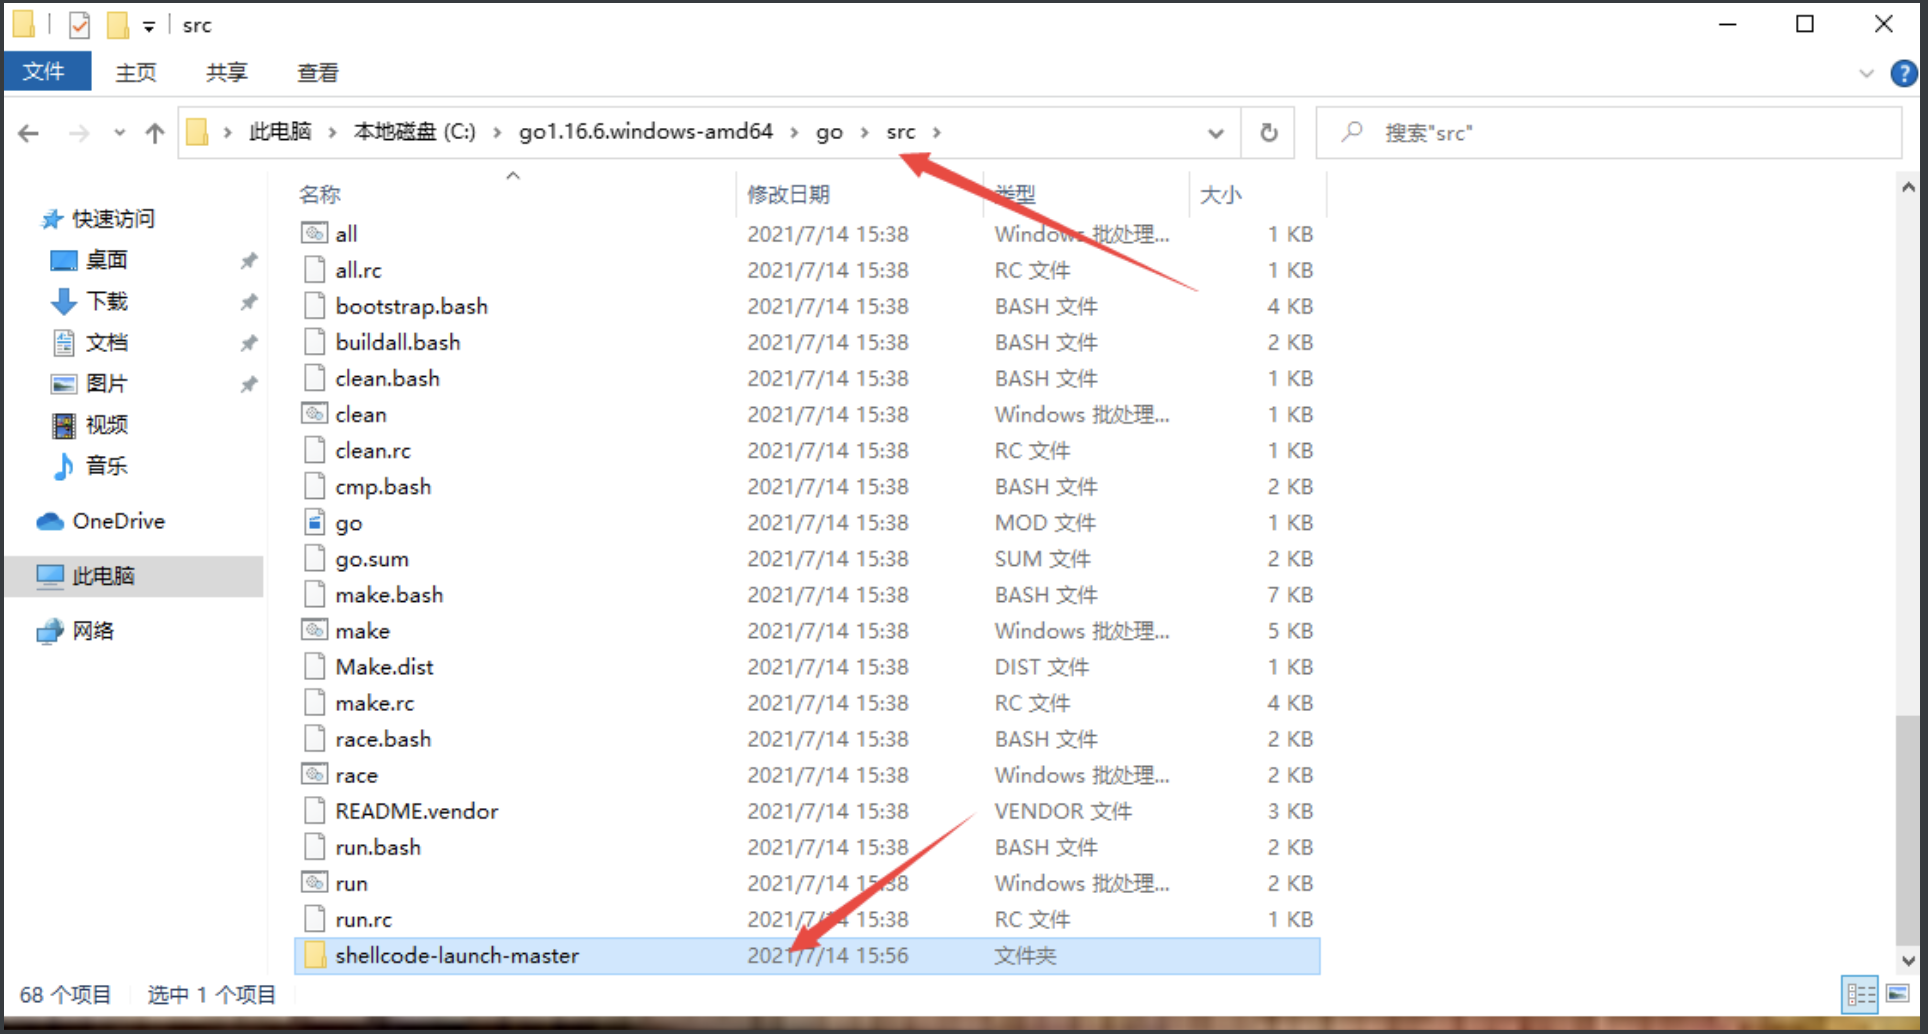 src
文件 主页 共享 查看
此电脑 本地磁盘 (C:) go1.16.6.windows-amd64 go src 搜索"src"
名称 修改日期 类型 大小
快速访问
桌面
下载
文档
图片
视频
音乐
OneDrive
此电脑
网络
all 2021/7/14 15:38 Windows 批处理... 1 KB
all.rc 2021/7/14 15:38 RC 文件 1 KB
bootstrap.bash 2021/7/14 15:38 BASH 文件 4 KB
buildall.bash 2021/7/14 15:38 BASH 文件 2 KB
clean.bash 2021/7/14 15:38 BASH 文件 1 KB
clean 2021/7/14 15:38 Windows 批处理... 1 KB
clean.rc 2021/7/14 15:38 RC 文件 1 KB
cmp.bash 2021/7/14 15:38 BASH 文件 2 KB
go 2021/7/14 15:38 MOD 文件 1 KB
go.sum 2021/7/14 15:38 SUM 文件 2 KB
make.bash 2021/7/14 15:38 BASH 文件 7 KB
make 2021/7/14 15:38 Windows 批处理... 5 KB
Make.dist 2021/7/14 15:38 DIST 文件 1 KB
make.rc 2021/7/14 15:38 RC 文件 4 KB
race.bash 2021/7/14 15:38 BASH 文件 2 KB
race 2021/7/14 15:38 Windows 批处理... 2 KB
README.vendor 2021/7/14 15:38 VENDOR 文件 3 KB
run.bash 2021/7/14 15:38 BASH 文件 2 KB
run 2021/7/14 15:38 Windows 批处理... 2 KB
run.rc 2021/7/14 15:38 RC 文件 1 KB
shellcode-launch-master 2021/7/14 15:56 文件夹
68 个项目 选中 1 个项目